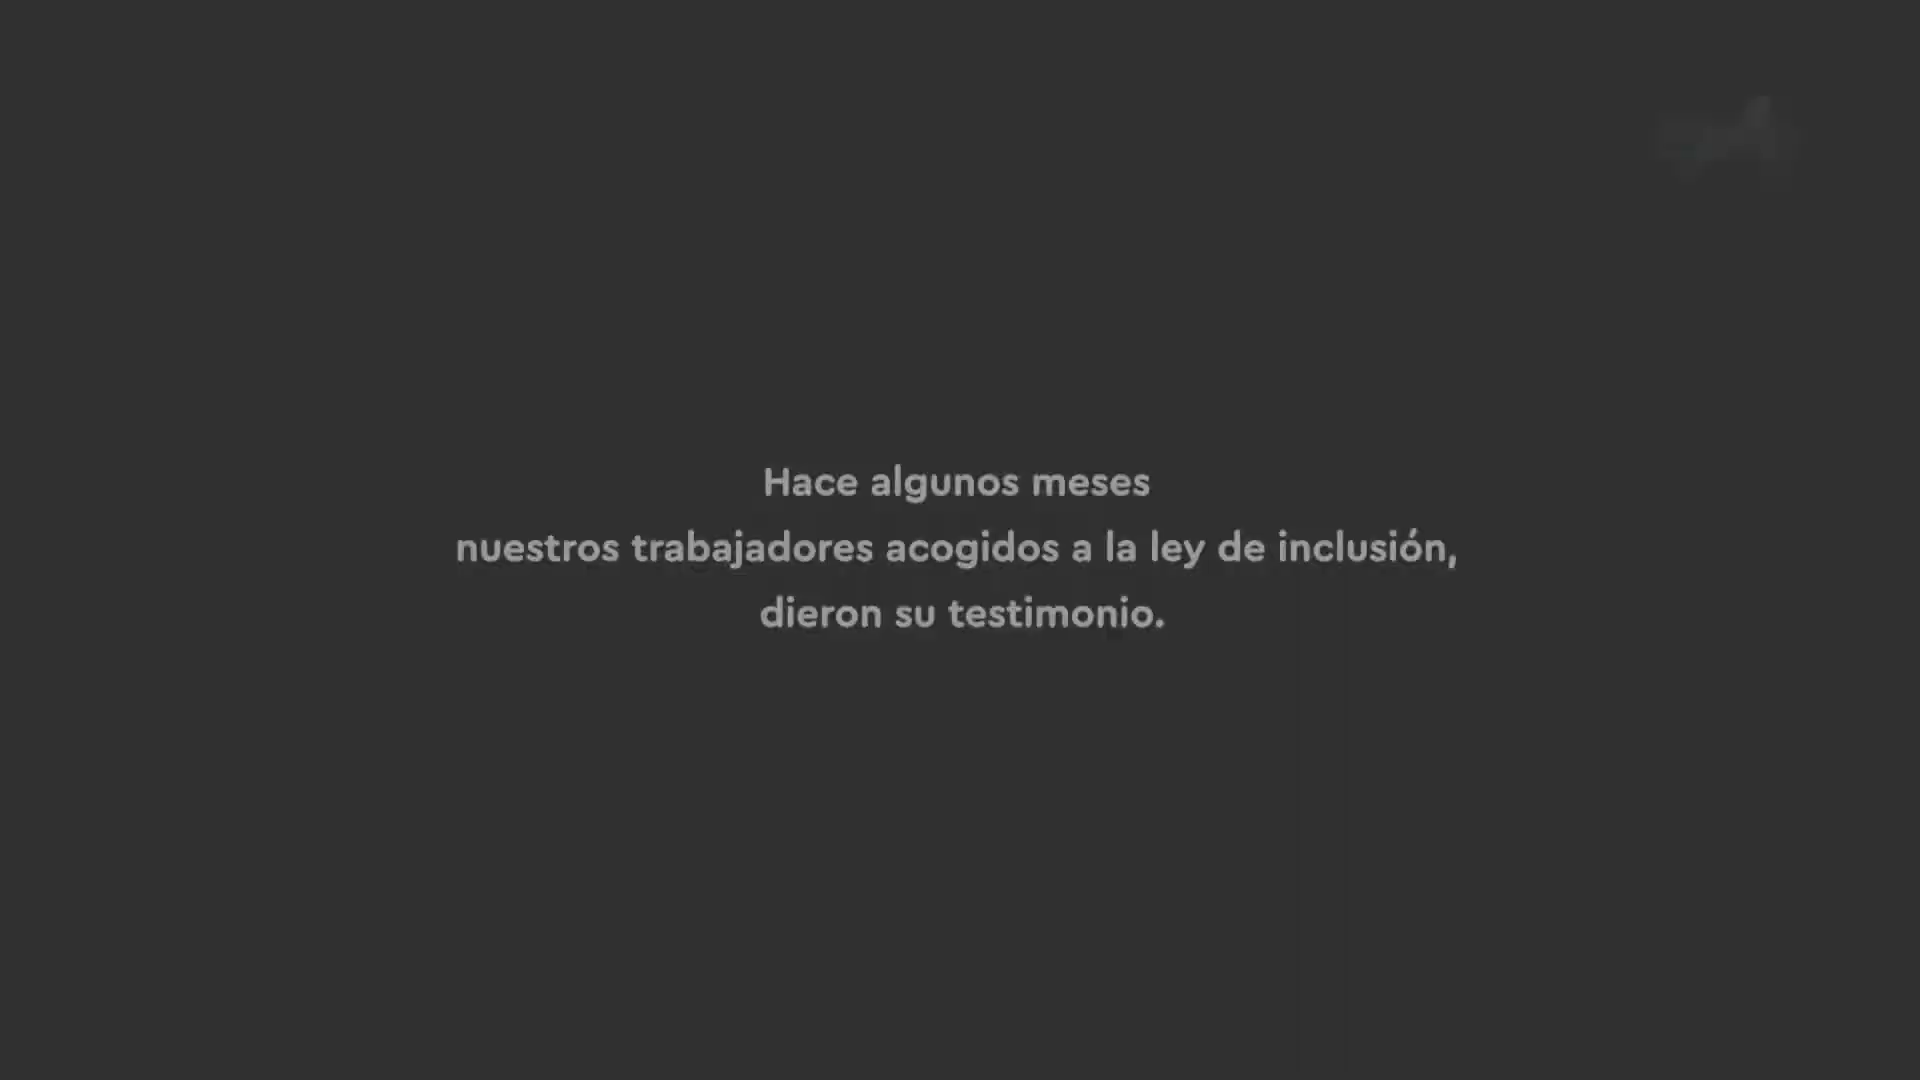 Hace algunos meses
nuestros trabajadores acogidos a la ley de inclusión,
dieron su testimonio.